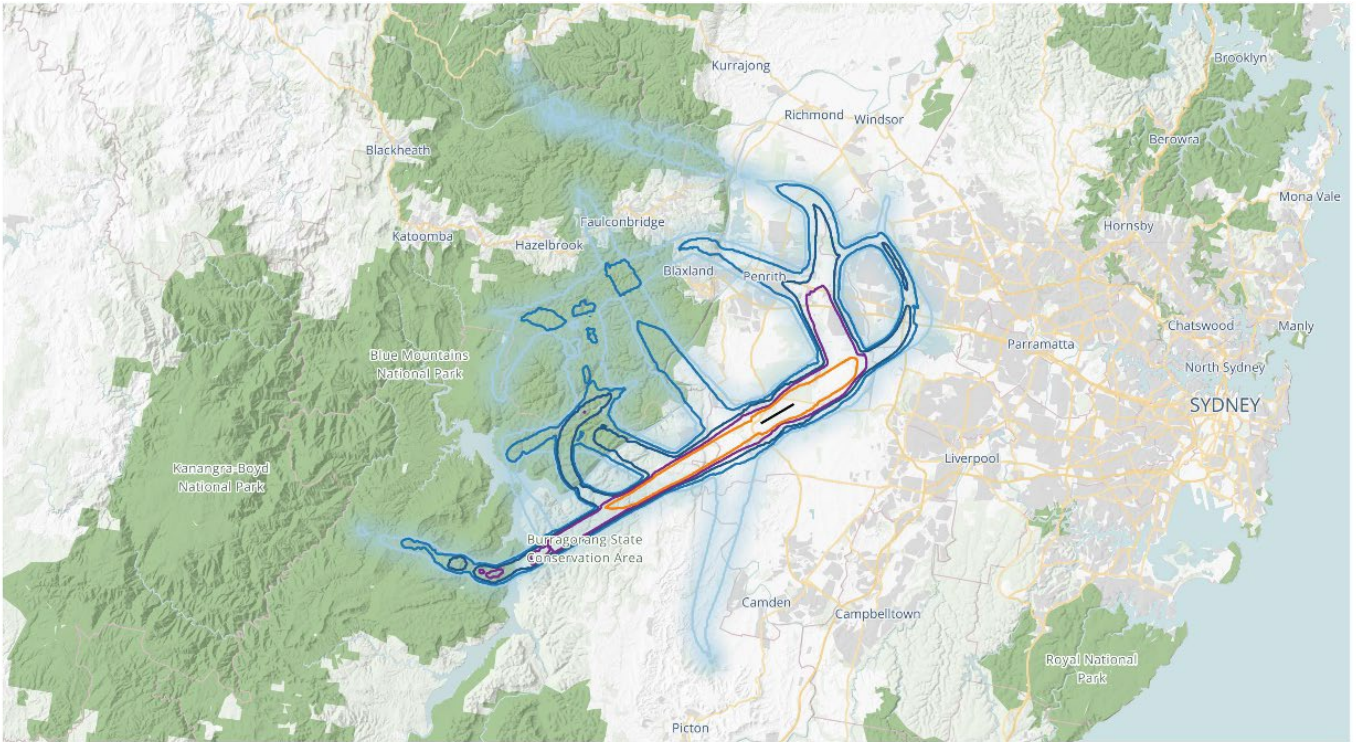 Brooklyn
Kurrajong
Richmond
Windsor
Berowra
Blackheath
Mona Vale
Faulconbridge
Hornsby
Katoomba
Hazelbrook
Blaxland
Penrith
Chatswood
Manly
Parramatta
Blue Mountains
National Park
North Sydney
SYDNEY
Liverpool
Kanangra-Boyd
National Park
Burragorang State
Conservation Area
Camden
Campbelltown
Royal National
Park
Picton